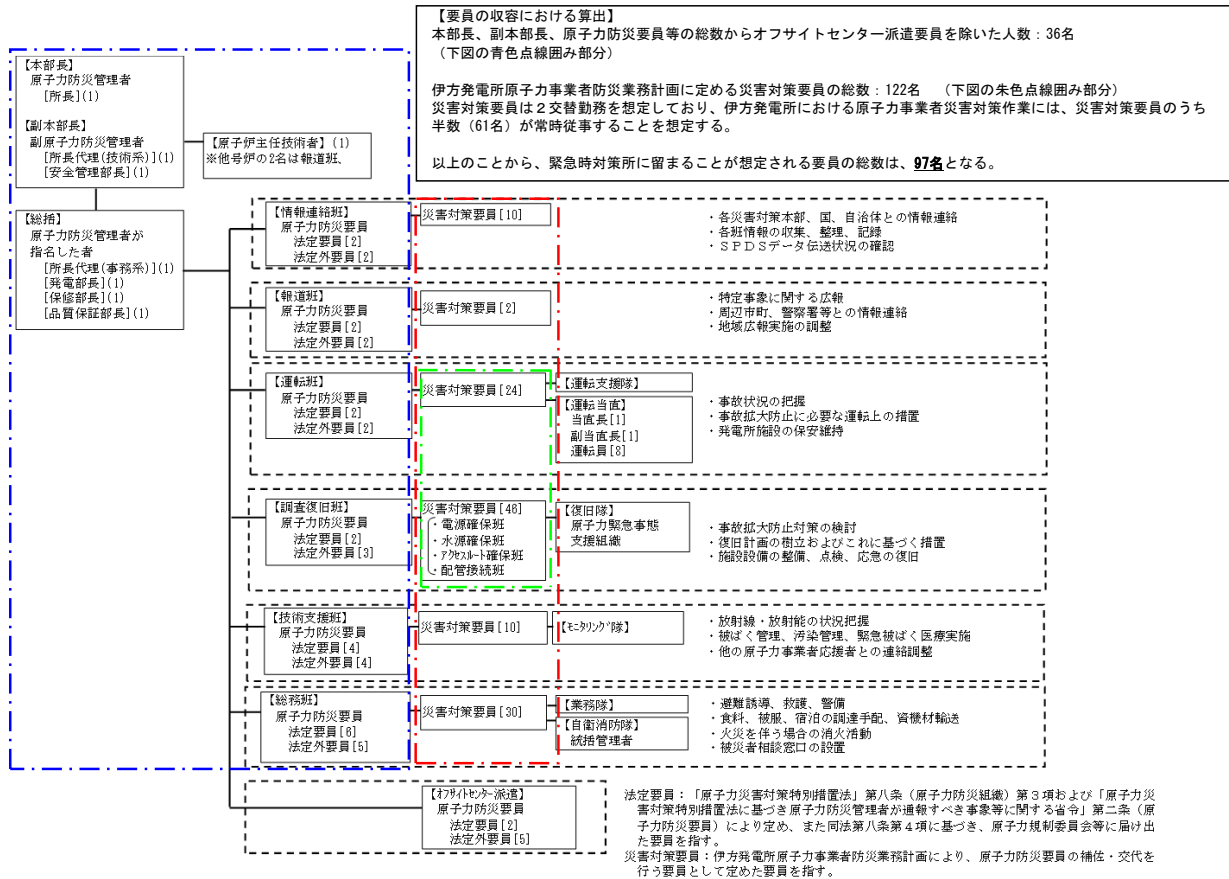 【要員の収容における算出】
本部長、副本部長、原子力防災要員等の総数からオフサイトセンター派遣要員を除いた人数：36名
（下図の青色点線囲み部分）
伊方発電所原子力事業者防災業務計画に定める災害対策要員の総数：122名　（下図の朱色点線囲み部分）
災害対策要員は２交替勤務を想定しており、伊方発電所における原子力事業者災害対策作業には、災害対策要員のうち
半数（61名）が常時従事することを想定する。
以上のことから、緊急時対策所に留まることが想定される要員の総数は、97名となる。
【本部長】
原子力防災管理者
[所長](1)
【副本部長】
副原子力防災管理者
[所長代理(技術系)](1)
[安全管理部長](1)
【原子炉主任技術者】(1)
※他号炉の2名は報道班、
【総括】
原子力防災管理者が
指名した者
[所長代理(事務系)](1)
[発電部長](1)
[保修部長](1)
[品質保証部長](1)
【情報連絡班】
原子力防災要員
法定要員[2]
法定外要員[2]
災害対策要員[10]
・各災害対策本部、国、自治体との情報連絡
・各班情報の収集、整理、記録
・ＳＰＤＳデータ伝送状況の確認
【報道班】
原子力防災要員
法定要員[2]
法定外要員[2]
災害対策要員[2]
・特定事象に関する広報
・周辺市町、警察署等との情報連絡
・地域広報実施の調整
【運転班】
原子力防災要員
法定要員[2]
法定外要員[2]
災害対策要員[24]
【運転支援隊】
【運転当直】
当直長[1]
副当直長[1]
運転員[8]
・事故状況の把握
・事故拡大防止に必要な運転上の措置
・発電所施設の保安維持
【調査復旧班】
原子力防災要員
法定要員[2]
法定外要員[3]
災害対策要員[46]
・電源確保班
・水源確保班
・ｱｸｾｽﾙｰﾄ確保班
・配管接続班
【復旧隊】
原子力緊急事態
支援組織
・事故拡大防止対策の検討
・復旧計画の樹立およびこれに基づく措置
・施設設備の整備、点検、応急の復旧
【技術支援班】
原子力防災要員
法定要員[4]
法定外要員[4]
災害対策要員[10]
【ﾓﾆﾀﾘﾝｸﾞ隊】
・放射線・放射能の状況把握
・被ばく管理、汚染管理、緊急被ばく医療実施
・他の原子力事業者応援者との連絡調整
【総務班】
原子力防災要員
法定要員[6]
法定外要員[5]
災害対策要員[30]
【業務隊】
【自衛消防隊】
統括管理者
・避難誘導、救護、警備
・食料、被服、宿泊の調達手配、資機材輸送
・火災を伴う場合の消火活動
・被災者相談窓口の設置
【ｵﾌｻｲﾄｾﾝﾀｰ派遣】
原子力防災要員
法定要員[2]
法定外要員[5]
法定要員：「原子力災害対策特別措置法」第八条（原子力防災組織）第３項および「原子力災
害対策特別措置法に基づき原子力防災管理者が通報すべき事象等に関する省令」第二条（原
子力防災要員）により定め、また同法第八条第４項に基づき、原子力規制委員会等に届け出
た要員を指す。
災害対策要員：伊方発電所原子力事業者防災業務計画により、原子力防災要員の補佐・交代を
行う要員として定めた要員を指す。